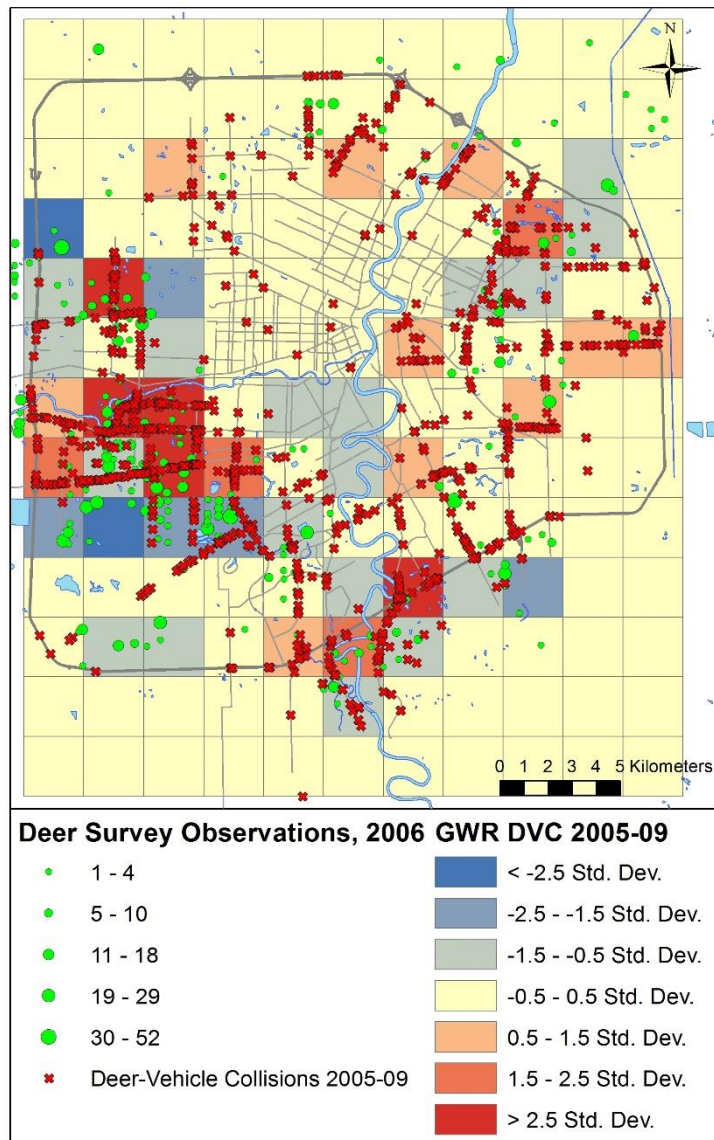 N
0 1 2 3 4 5 Kilometers
Deer Survey Observations, 2006
1 - 4
5 - 10
11 - 18
19 - 29
30 - 52
Deer-Vehicle Collisions 2005-09
GWR DVC 2005-09
< -2.5 Std. Dev.
-2.5 - -1.5 Std. Dev.
-1.5 - -0.5 Std. Dev.
-0.5 - 0.5 Std. Dev.
0.5 - 1.5 Std. Dev.
1.5 - 2.5 Std. Dev.
> 2.5 Std. Dev.